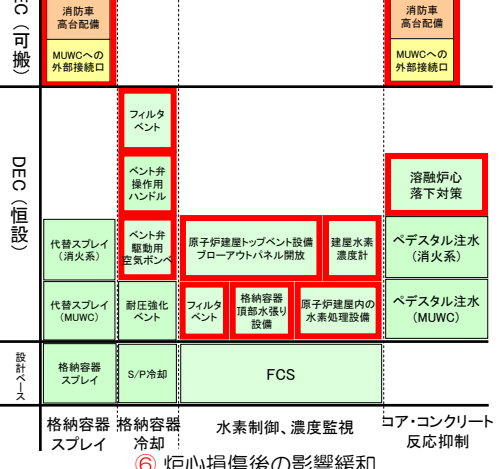 EC（可搬）
消防車
高台配備
MUWCへの
外部接続口
消防車
高台配備
MUWCへの
外部接続口
DEC（恒設）
フィルタ
ベント
ベント弁
操作用
ハンドル
溶融炉心
落下対策
代替スプレイ
（消火系）
ベント弁
駆動用
空気ボンベ
原子炉建屋トップベント設備
ブローアウトパネル開放
建屋水素
濃度計
ペデスタル注水
（消火系）
代替スプレイ
（MUWC）
耐圧強化
ベント
フィルタ
ベント
格納容器
頂部水張り
設備
原子炉建屋内の
水素処理設備
ペデスタル注水
（MUWC）
設計ベース
格納容器
スプレイ
S/P冷却
FCS
格納容器
スプレイ
格納容器
冷却
水素制御、濃度監視
コア・コンクリート
反応抑制
⑥ 炉心損傷後の影響緩和